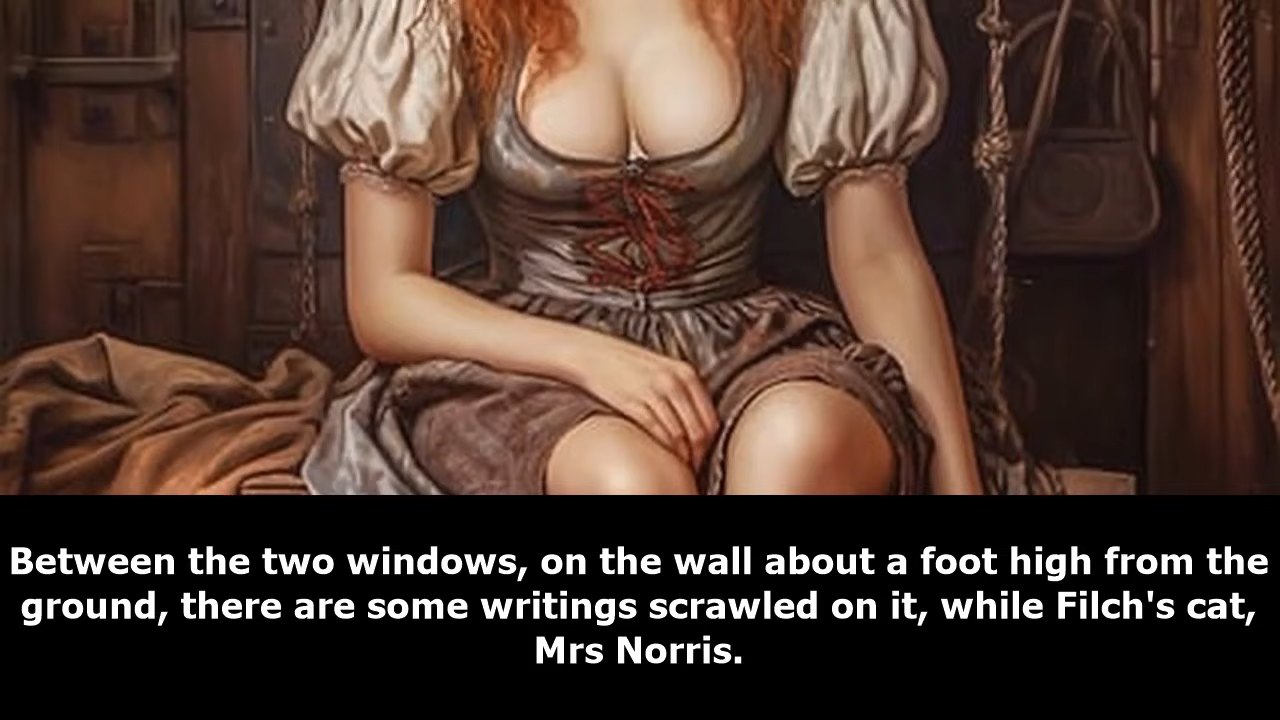 Between the two windows, on the wall about a foot high from the
ground, there are some writings scrawled on it, while Filch's cat,
Mrs Norris.